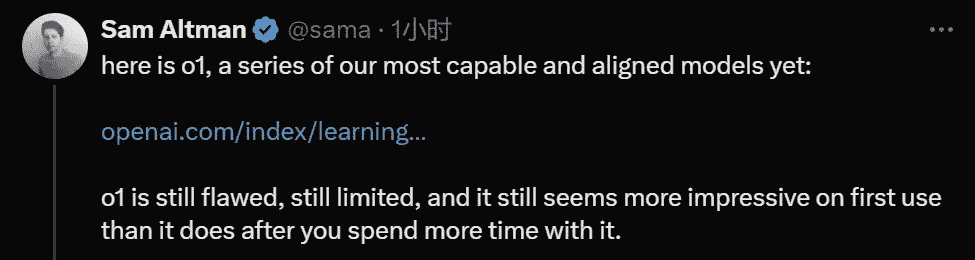 Sam Altman @sama · 1小时
here is o1, a series of our most capable and aligned models yet:
openai.com/index/learning...
o1 is still flawed, still limited, and it still seems more impressive on first use
than it does after you spend more time with it.